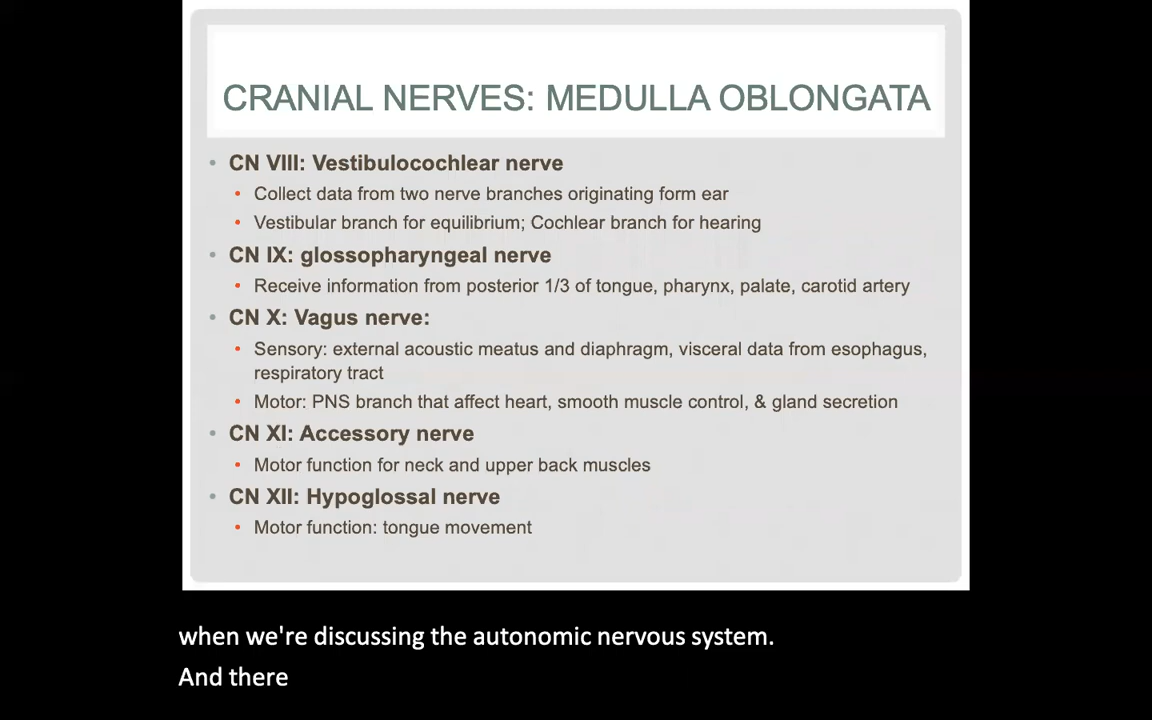 CRANIAL NERVES: MEDULLA OBLONGATA
• CN VIII: Vestibulocochlear nerve
• Collect data from two nerve branches originating form ear
• Vestibular branch for equilibrium; Cochlear branch for hearing
• CN IX: glossopharyngeal nerve
• Receive information from posterior 1/3 of tongue, pharynx, palate, carotid artery
• CN X: Vagus nerve:
• Sensory: external acoustic meatus and diaphragm, visceral data from esophagus,
respiratory tract
• Motor: PNS branch that affect heart, smooth muscle control, & gland secretion
• CN XI: Accessory nerve
• Motor function for neck and upper back muscles
• CN XII: Hypoglossal nerve
• Motor function: tongue movement
when we're discussing the autonomic nervous system.
And there